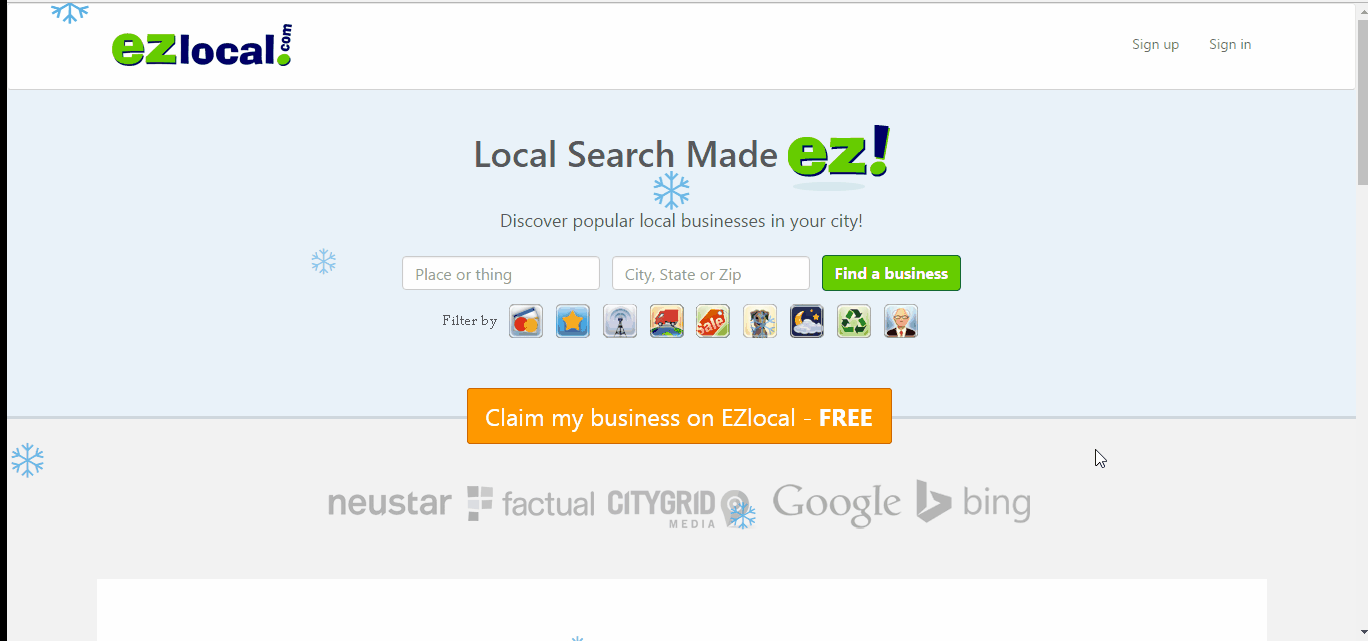 ezlocal!.com
Sign up Sign in
Local Search Made ez!
Discover popular local businesses in your city!
Place or thing City, State or Zip Find a business
Filter by Sale
Claim my business on EZlocal - FREE
neustar factual CITYGRID MEDIA Google bing